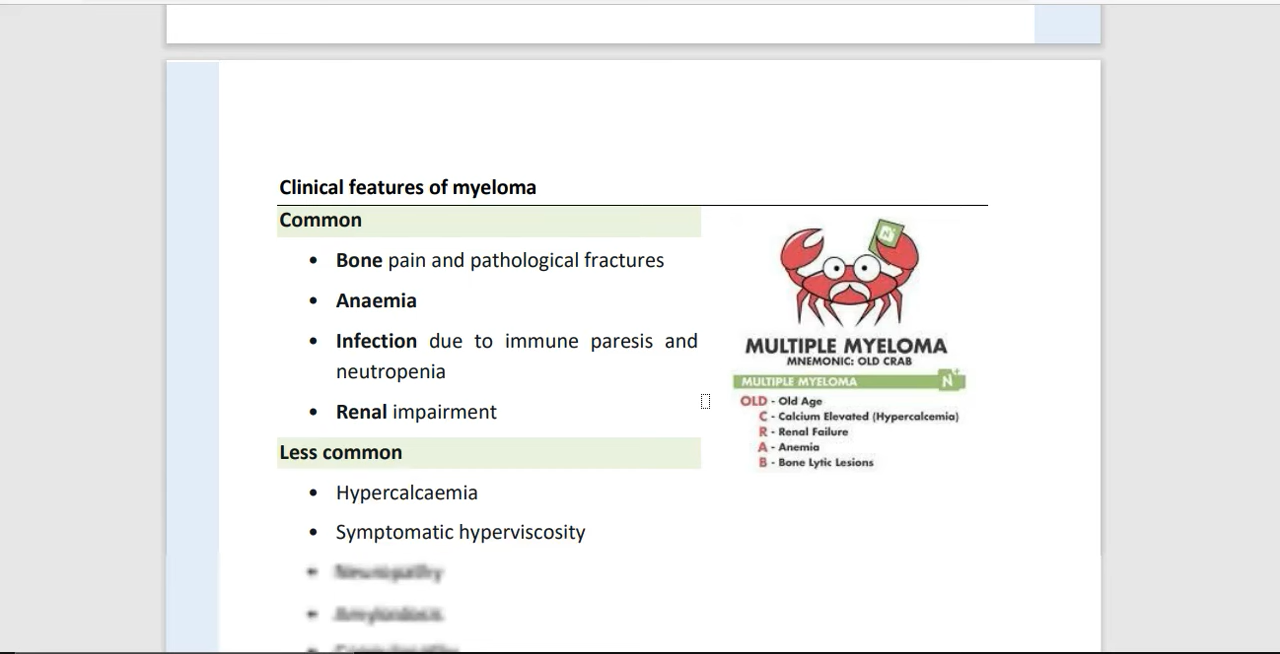 Clinical features of myeloma
Common
• Bone pain and pathological fractures
• Anaemia
• Infection due to immune paresis and
neutropenia
• Renal impairment
Less common
• Hypercalcaemia
• Symptomatic hyperviscosity
• Neuropathy
• Amyloidosis
N
MULTIPLE MYELOMA
MNEMONIC: OLD CRAB
MULTIPLE MYELOMA N+
OLD - Old Age
C - Calcium Elevated (Hypercalcemia)
R - Renal Failure
A - Anemia
B - Bone Lytic Lesions